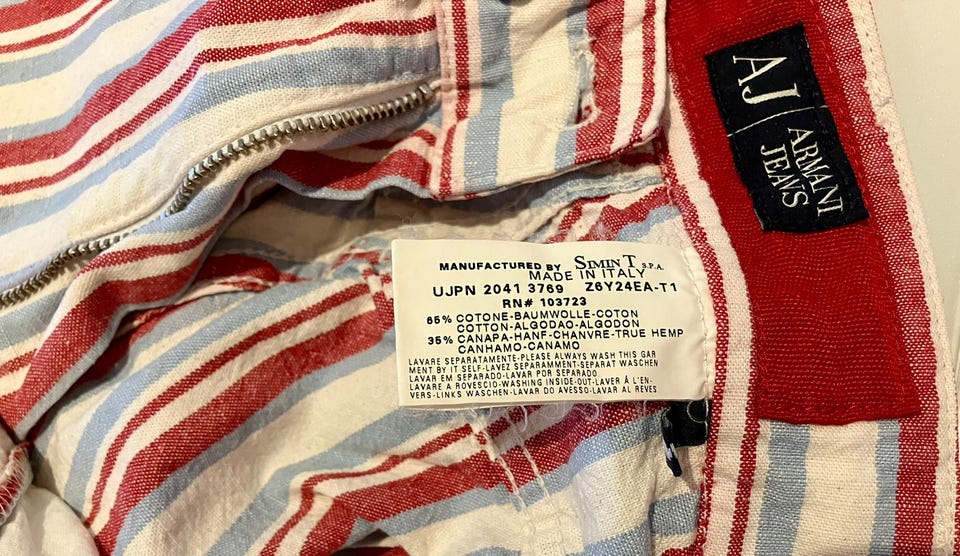 AJ
ARMANI
JEANS
MANUFACTURED BY SIMINT S.P.A.
MADE IN ITALY
UJPN 2041 3769 Z6Y24EA-T1
RN# 103723
65% COTONE-BAUMWOLLE-COTON
COTTON-ALGODAO-ALGODON
35% CANAPA-HANF-CHANVRE-TRUE HEMP
CANHAMO-CANAMO
LAVARE SEPARATAMENTE-PLEASE ALWAYS WASH THIS GAR
MENT BY IT SELF-LAVEZ SEPARAMMENT-SEPARAT WASCHEN
LAVAR EM SEPARADO-LAVAR POR SEPARADO
LAVARE A ROVESCIO-WASHING INSIDE-OUT-LAVER À L'EN-
VERS-LINKS WASCHEN-LAVAR DO AVESSO-LAVAR AL REVES